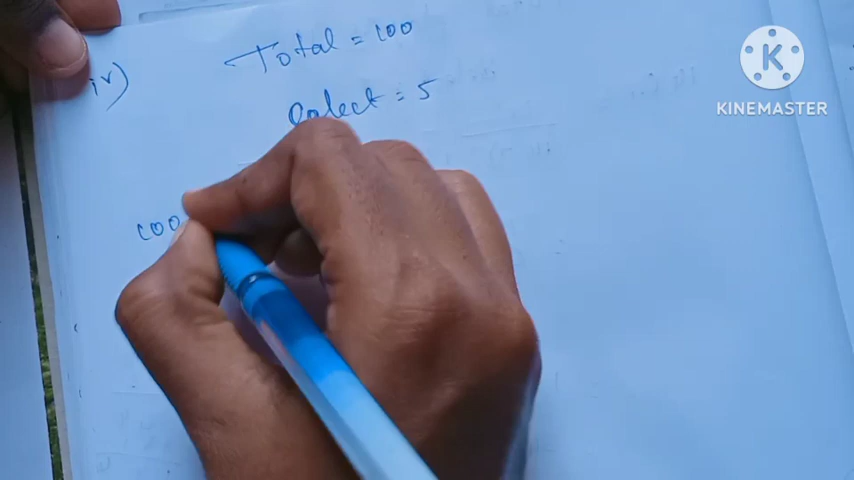 Total = 100
iv)
Select = 5
100
K
KINEMASTER